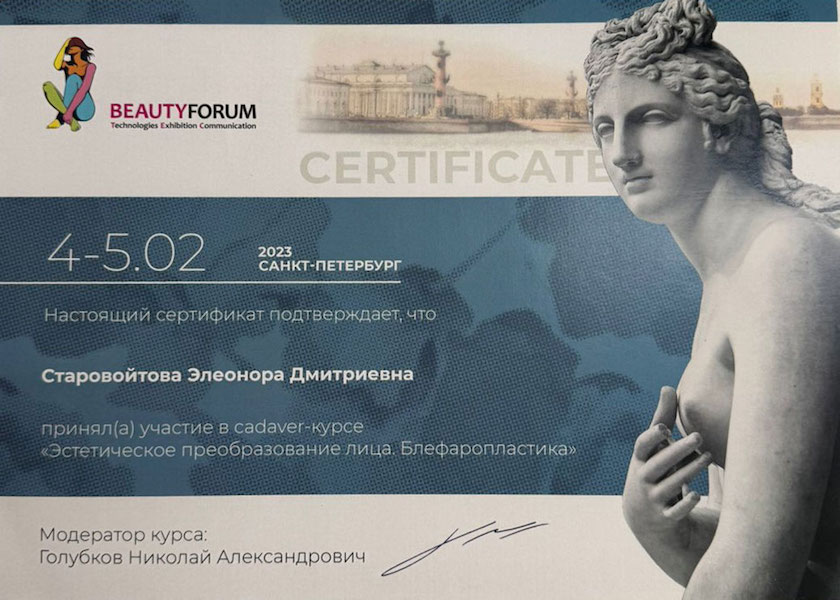 BEAUTYFORUM
Technologies Exhibition Communication
CERTIFICATE
4-5.02
2023
САНКТ-ПЕТЕРБУРГ
Настоящий сертификат подтверждает, что
Старовойтова Элеонора Дмитриевна
принял(а) участие в cadaver-курсе
«Эстетическое преобразование лица. Блефаропластика»
Модератор курса:
Голубков Николай Александрович